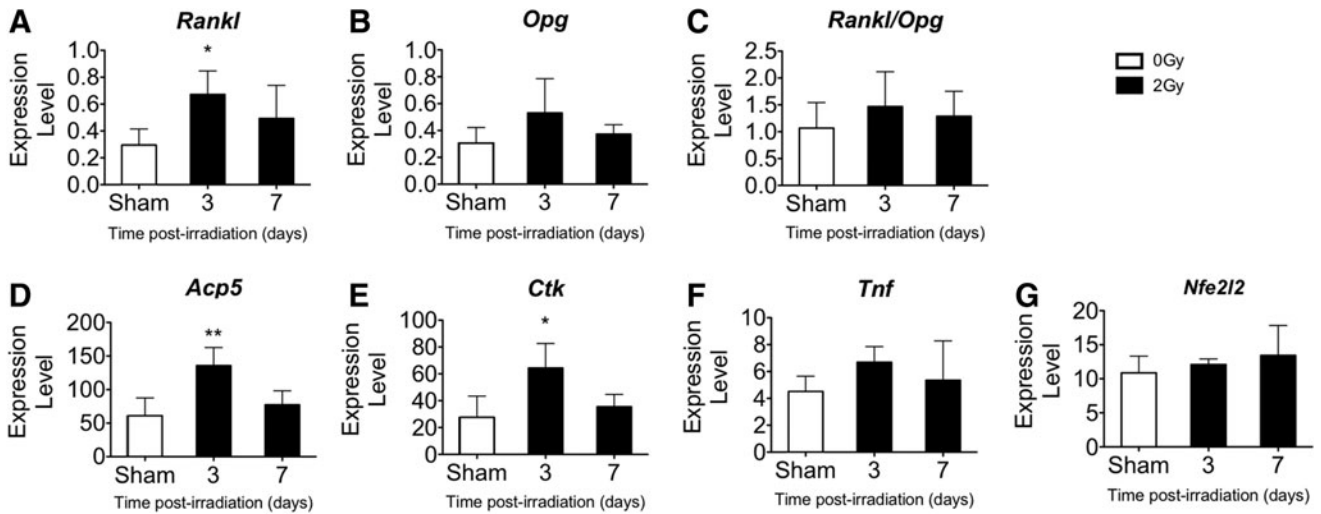 A
Rankl
Expression
Level
1.0
0.8
0.6
0.4
0.2
0.0
*
Sham 3 7
Time post-irradiation (days)
B
Opg
Expression
Level
1.0
0.8
0.6
0.4
0.2
0.0
Sham 3 7
Time post-irradiation (days)
C
Rankl/Opg
Expression
Level
2.5
2.0
1.5
1.0
0.5
0.0
Sham 3 7
Time post-irradiation (days)
0Gy
2Gy
D
Acp5
Expression
Level
200
150
100
50
0
**
Sham 3 7
Time post-irradiation (days)
E
Ctk
Expression
Level
100
80
60
40
20
0
*
Sham 3 7
Time post-irradiation (days)
F
Tnf
Expression
Level
10
8
6
4
2
0
Sham 3 7
Time post-irradiation (days)
G
Nfe2l2
Expression
Level
20
15
10
5
0
Sham 3 7
Time post-irradiation (days)